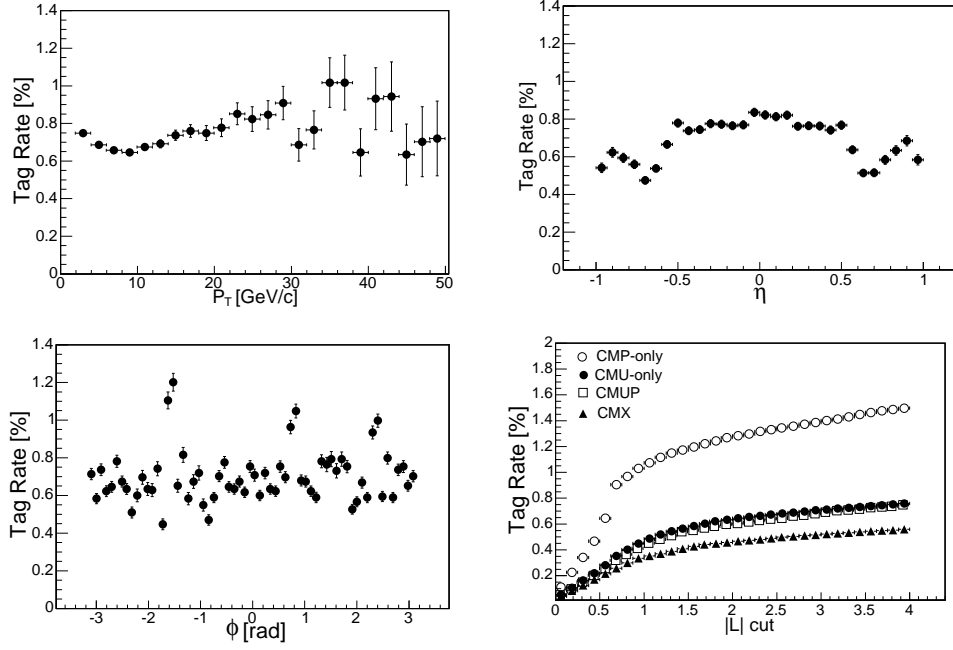 1.4
1.2
1
0.8
0.6
0.4
0.2
0
Tag Rate [%]
0 10 20 30 40 50
P_T [GeV/c]
1.4
1.2
1
0.8
0.6
0.4
0.2
0
Tag Rate [%]
-1 -0.5 0 0.5 1
η
1.4
1.2
1
0.8
0.6
0.4
0.2
0
Tag Rate [%]
-3 -2 -1 0 1 2 3
ϕ [rad]
2
1.8
1.6
1.4
1.2
1
0.8
0.6
0.4
0.2
Tag Rate [%]
CMP-only
CMU-only
CMUP
CMX
0 0.5 1 1.5 2 2.5 3 3.5 4
|L| cut